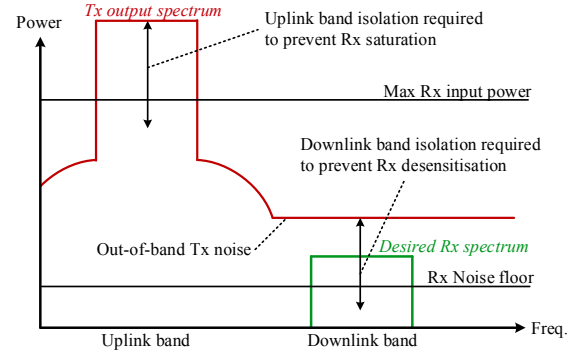 Tx output spectrum
Power
Uplink band isolation required
to prevent Rx saturation
Max Rx input power
Downlink band isolation required
to prevent Rx desensitisation
Out-of-band Tx noise
Desired Rx spectrum
Rx Noise floor
Uplink band
Downlink band
Freq.